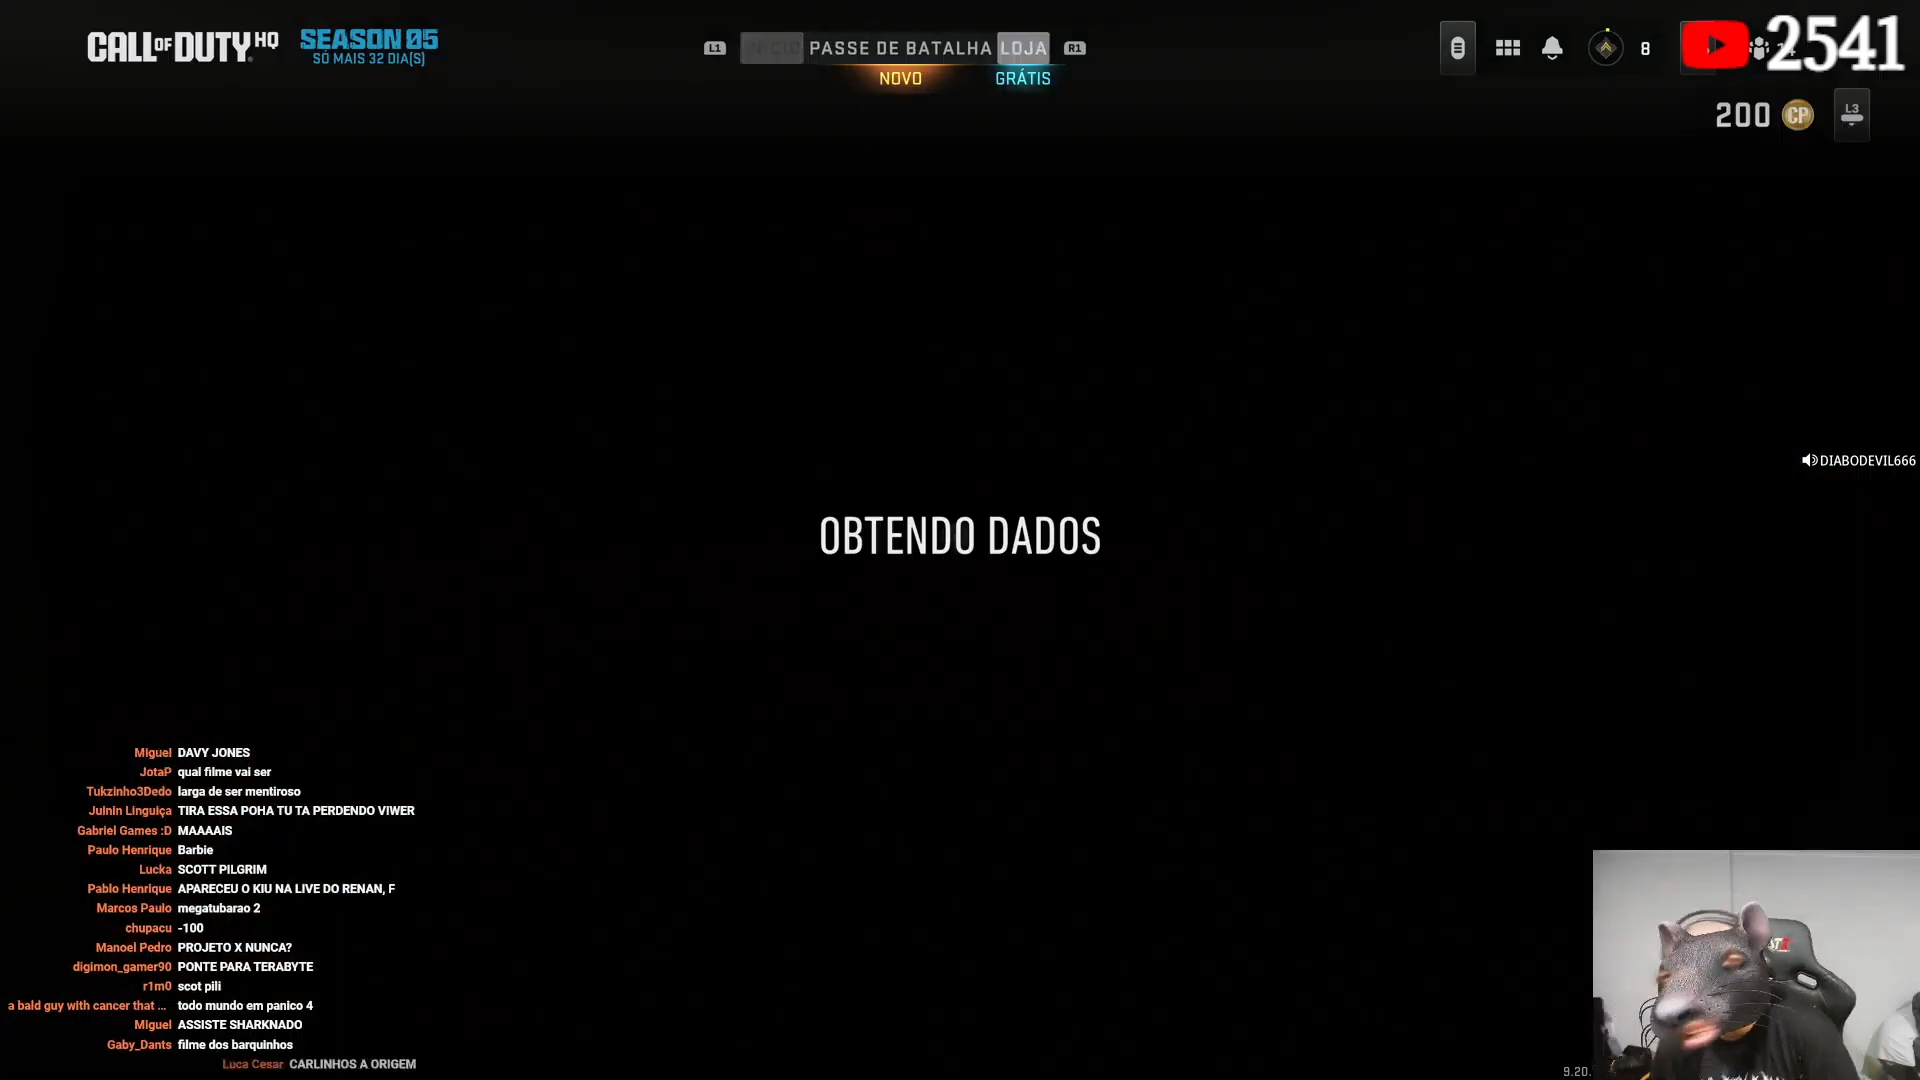 CALL OF DUTY HQ
SEASON 05
SÓ MAIS 32 DIA(S)
L1
INÍCIO
PASSE DE BATALHA
LOJA
R1
NOVO
GRÁTIS
8
2541
200 CP
L3
DIABODEVIL666
OBTENDO DADOS
Miguel DAVY JONES
JotaP qual filme vai ser
Tukzinho3Dedo larga de ser mentiroso
Juinin Linguiça TIRA ESSA POHA TU TA PERDENDO VIWER
Gabriel Games :D MAAAAIS
Paulo Henrique Barbie
Lucka SCOTT PILGRIM
Pablo Henrique APARECEU O KIU NA LIVE DO RENAN, F
Marcos Paulo megatubarao 2
chupacu -100
Manoel Pedro PROJETO X NUNCA?
digimon_gamer90 PONTE PARA TERABYTE
r1m0 scot pili
a bald guy with cancer that ... todo mundo em panico 4
Miguel ASSISTE SHARKNADO
Gaby_Dants filme dos barquinhos
Luca Cesar CARLINHOS A ORIGEM
9.20.